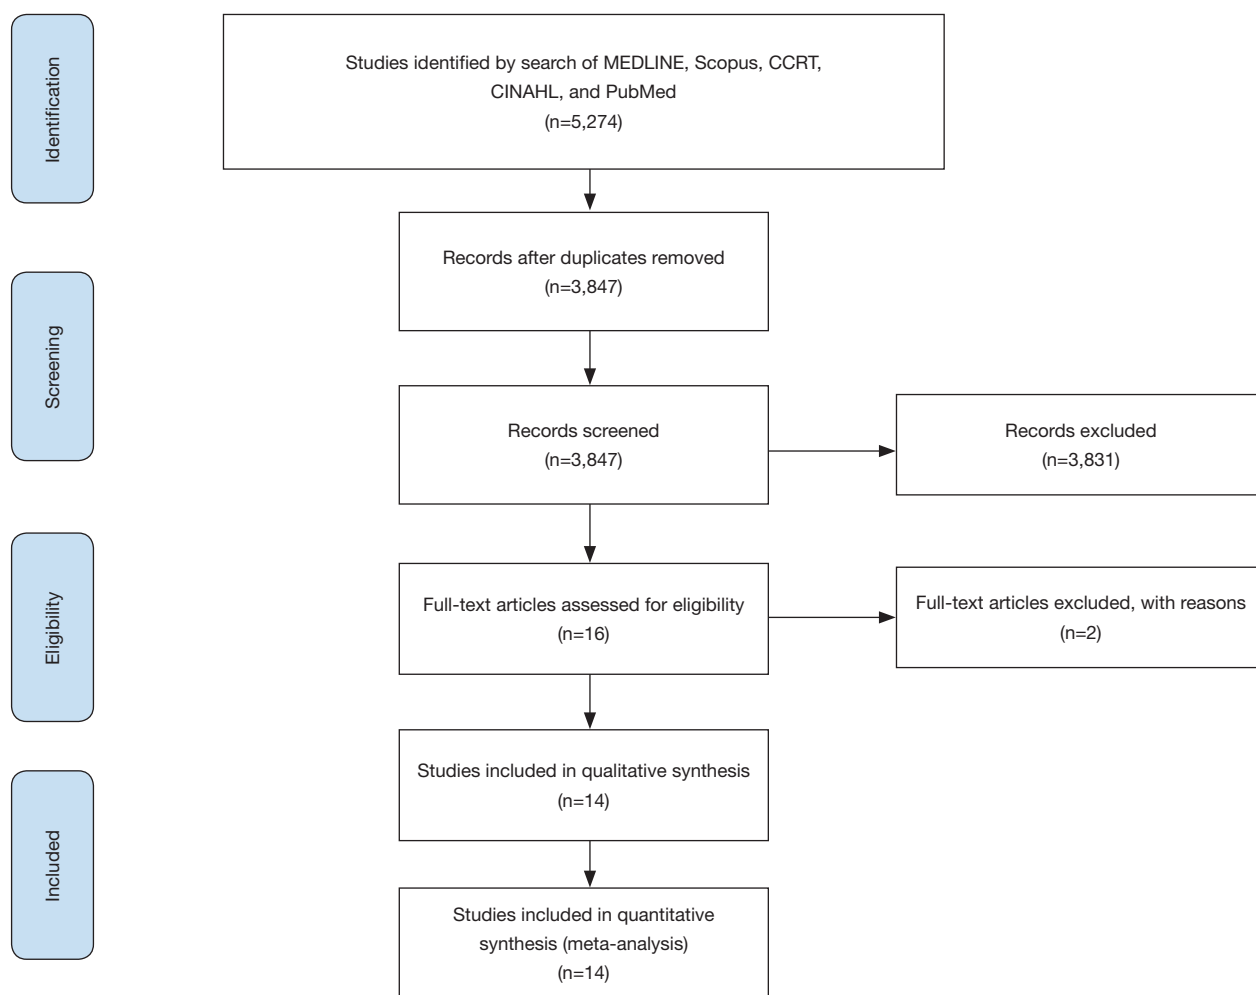 Identification
Studies identified by search of MEDLINE, Scopus, CCRT,
CINAHL, and PubMed
(n=5,274)
Records after duplicates removed
(n=3,847)
Screening
Records screened
(n=3,847)
Records excluded
(n=3,831)
Eligibility
Full-text articles assessed for eligibility
(n=16)
Full-text articles excluded, with reasons
(n=2)
Studies included in qualitative synthesis
(n=14)
Included
Studies included in quantitative
synthesis (meta-analysis)
(n=14)